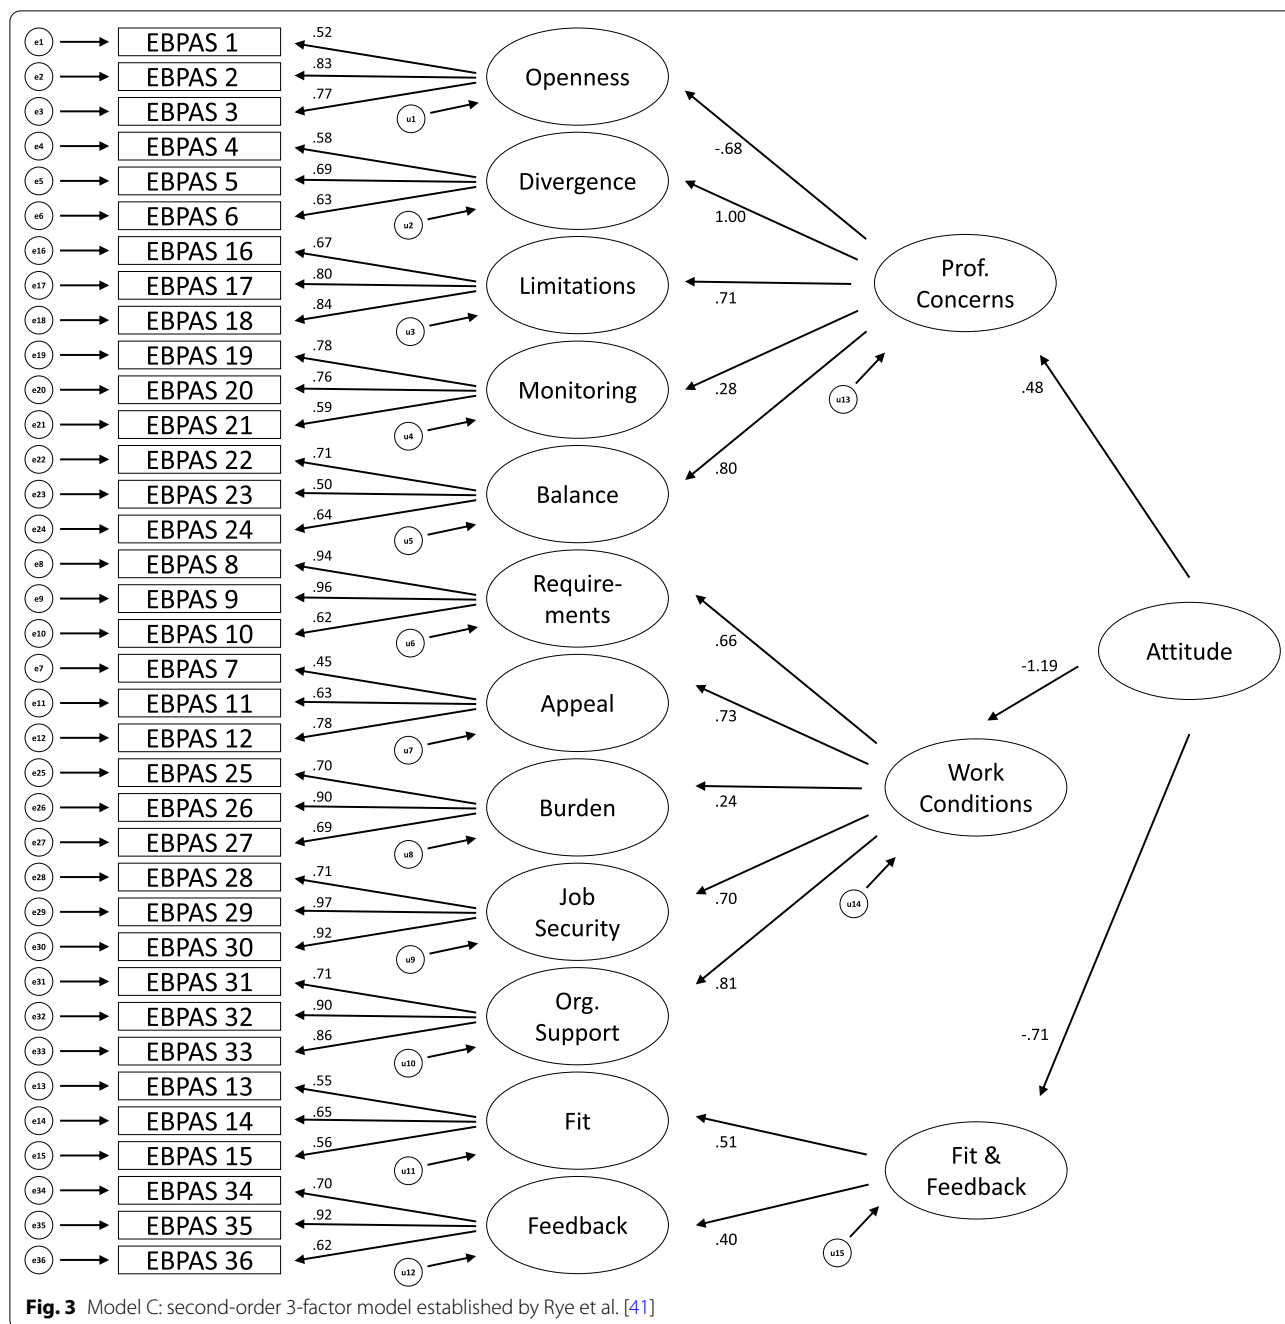 e1 EBPAS 1 .52
e2 EBPAS 2 .83 Openness
e3 EBPAS 3 .77 u1
e4 EBPAS 4 .58 -.68
e5 EBPAS 5 .69 Divergence
e6 EBPAS 6 .63 u2 1.00
e16 EBPAS 16 .67
e17 EBPAS 17 .80 Limitations
e18 EBPAS 18 .84 u3 .71
Prof.
Concerns
e19 EBPAS 19 .78
e20 EBPAS 20 .76 Monitoring .28 u13 .48
e21 EBPAS 21 .59 u4
e22 EBPAS 22 .71 .80
e23 EBPAS 23 .50 Balance
e24 EBPAS 24 .64 u5
e8 EBPAS 8 .94
e9 EBPAS 9 .96
Require-
ments
e10 EBPAS 10 .62 u6 .66
Attitude
e7 EBPAS 7 .45 -1.19
e11 EBPAS 11 .63 Appeal .73
e12 EBPAS 12 .78 u7
e25 EBPAS 25 .70
e26 EBPAS 26 .90 Burden .24
Work
Conditions
e27 EBPAS 27 .69 u8
e28 EBPAS 28 .71
e29 EBPAS 29 .97
Job
Security
.70 u14
e30 EBPAS 30 .92 u9
e31 EBPAS 31 .71 .81
e32 EBPAS 32 .90
Org.
Support
e33 EBPAS 33 .86 u10 -.71
e13 EBPAS 13 .55
e14 EBPAS 14 .65 Fit .51
e15 EBPAS 15 .56 u11
Fit &
Feedback
e34 EBPAS 34 .70
e35 EBPAS 35 .92 Feedback .40 u15
e36 EBPAS 36 .62 u12
Fig. 3 Model C: second-order 3-factor model established by Rye et al. [41]